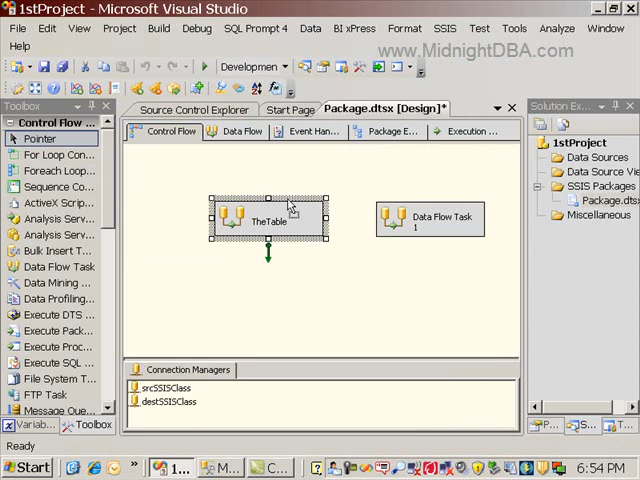 1stProject - Microsoft Visual Studio
File Edit View Project Build Debug SQL Prompt 4 Data BI xPress Format SSIS Test Tools Analyze Window
Help
www.MidnightDBA.com
Developmen
Toolbox
Source Control Explorer Start Page Package.dtsx [Design]*
Solution Ex...
Control Flow ...
Control Flow Data Flow Event Han... Package E... Execution ...
Pointer
For Loop Con...
Foreach Loop...
Sequence Co...
ActiveX Scrip...
Analysis Serv...
Analysis Serv...
Bulk Insert T...
Data Flow Task
Data Mining ...
Data Profiling...
Execute DTS ...
Execute Pack...
Execute Proc...
Execute SQL ...
File System T...
FTP Task
Message Queue
TheTable
Data Flow Task
1
1stProject
Data Sources
Data Source Vie
SSIS Packages
Package.dts
Miscellaneous
Connection Managers
srcSSISClass
destSSISClass
Variab... Toolbox
P... S... T...
Ready
Start
1...
M...
C...
6:54 PM